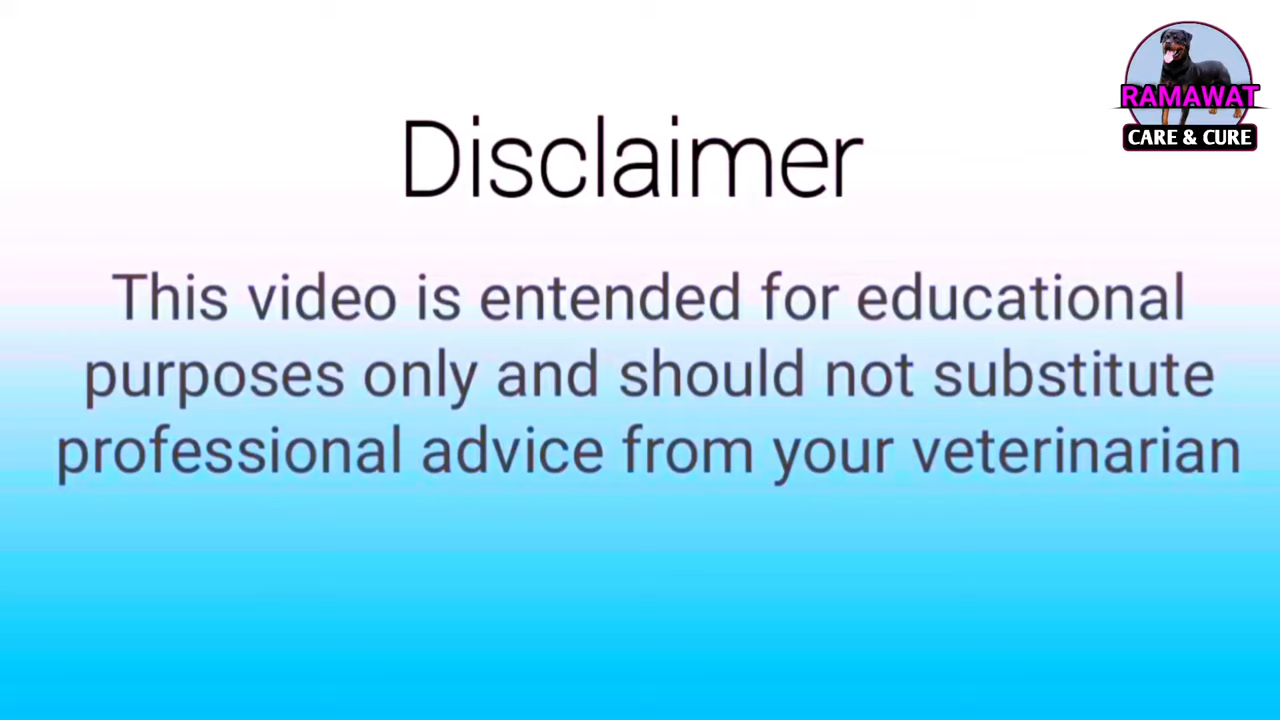 RAMAWAT
CARE & CURE
Disclaimer
This video is entended for educational
purposes only and should not substitute
professional advice from your veterinarian